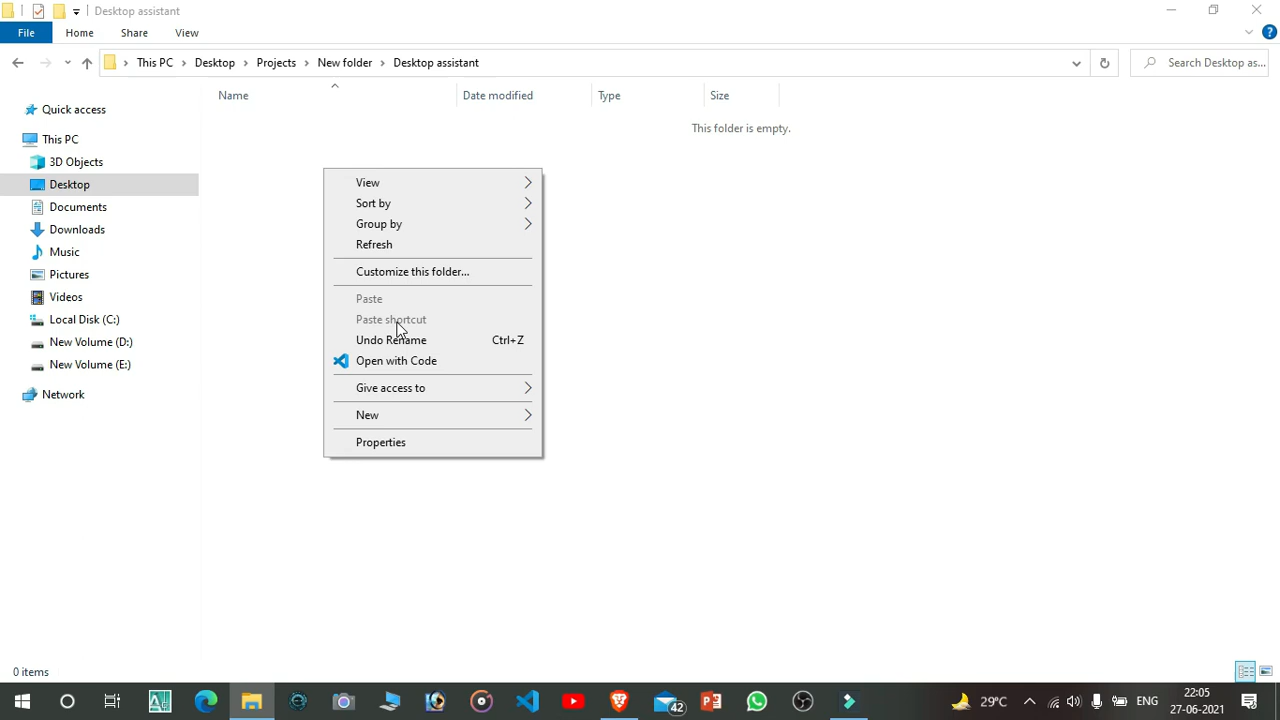 Desktop assistant
File Home Share View
This PC Desktop Projects New folder Desktop assistant Search Desktop as...
Name Date modified Type Size
Quick access
This folder is empty.
This PC
3D Objects
Desktop
Documents
Downloads
Music
Pictures
Videos
Local Disk (C:)
New Volume (D:)
New Volume (E:)
Network
View
Sort by
Group by
Refresh
Customize this folder...
Paste
Paste shortcut
Undo Rename Ctrl+Z
Open with Code
Give access to
New
Properties
0 items
42
29°C ENG 22:05
27-06-2021